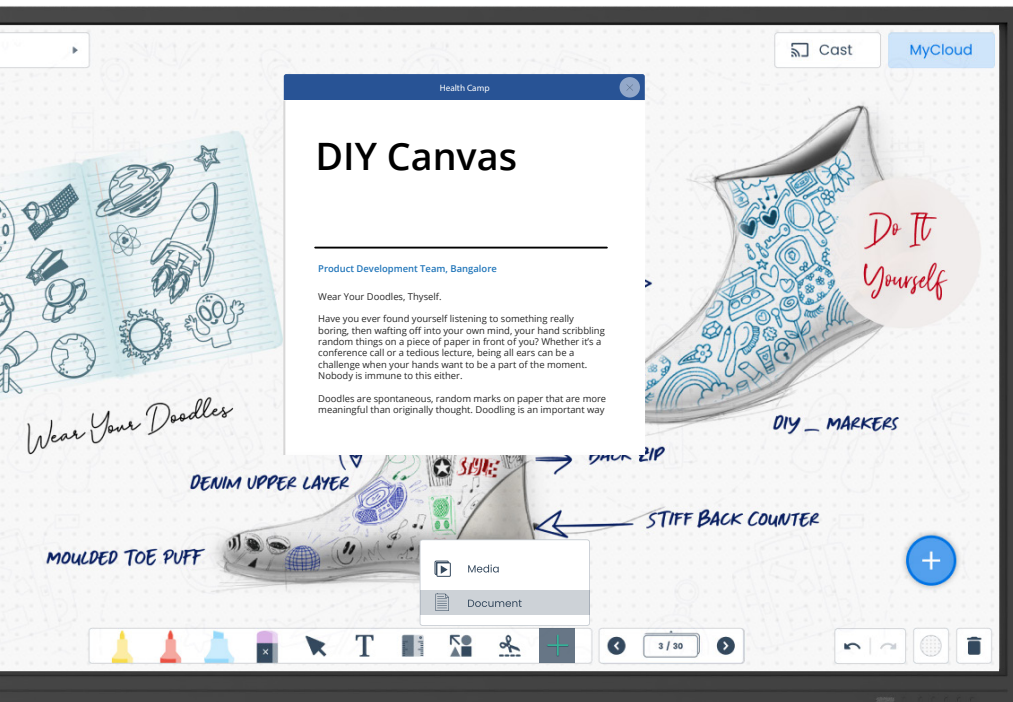 Cast
MyCloud
Health Camp
DIY Canvas
Product Development Team, Bangalore
Wear Your Doodles, Thyself.
Have you ever found yourself listening to something really
boring, then wafting off into your own mind, your hand scribbling
random things on a piece of paper in front of you? Whether it's a
conference call or a tedious lecture, being all ears can be a
challenge when your hands want to be a part of the moment.
Nobody is immune to this either.
Doodles are spontaneous, random marks on paper that are more
meaningful than originally thought. Doodling is an important way
Do It
Yourself
Wear Your Doodles
DIY _ MARKERS
BACK ZIP
DENIM UPPER LAYER
STIFF BACK COUNTER
MOULDED TOE PUFF
Media
Document
T
3 / 30